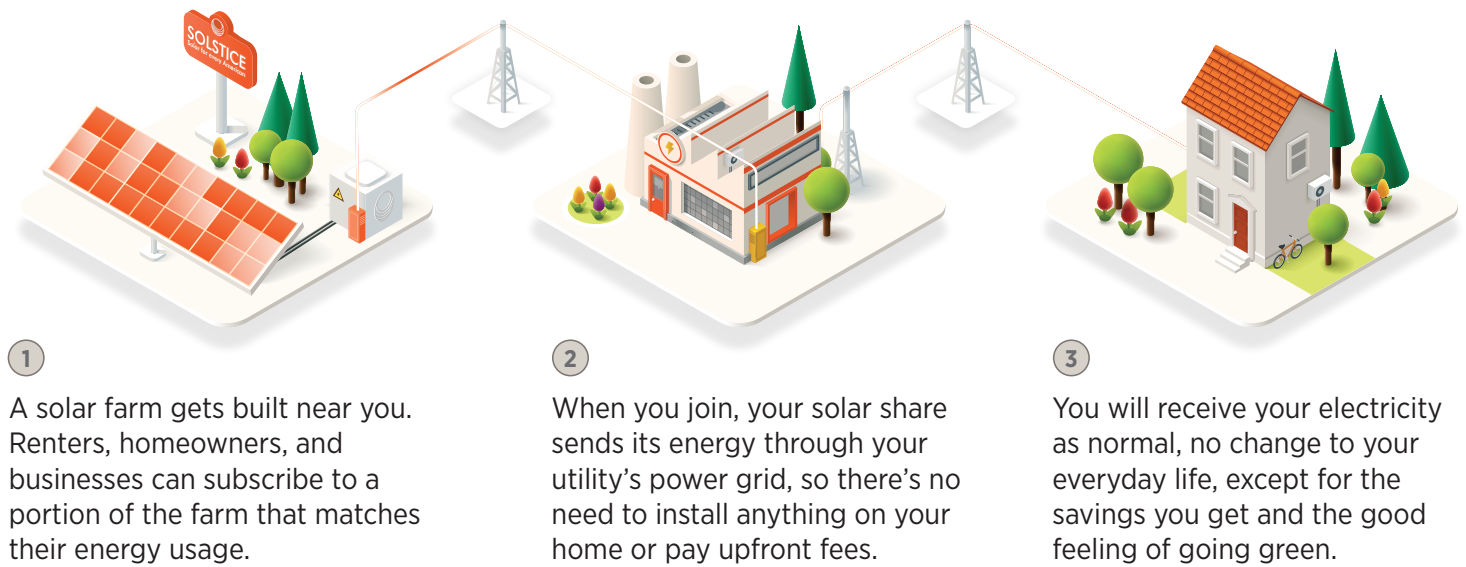 SOLSTICE
Solar for every American
1
A solar farm gets built near you.
Renters, homeowners, and
businesses can subscribe to a
portion of the farm that matches
their energy usage.
2
When you join, your solar share
sends its energy through your
utility’s power grid, so there’s no
need to install anything on your
home or pay upfront fees.
3
You will receive your electricity
as normal, no change to your
everyday life, except for the
savings you get and the good
feeling of going green.